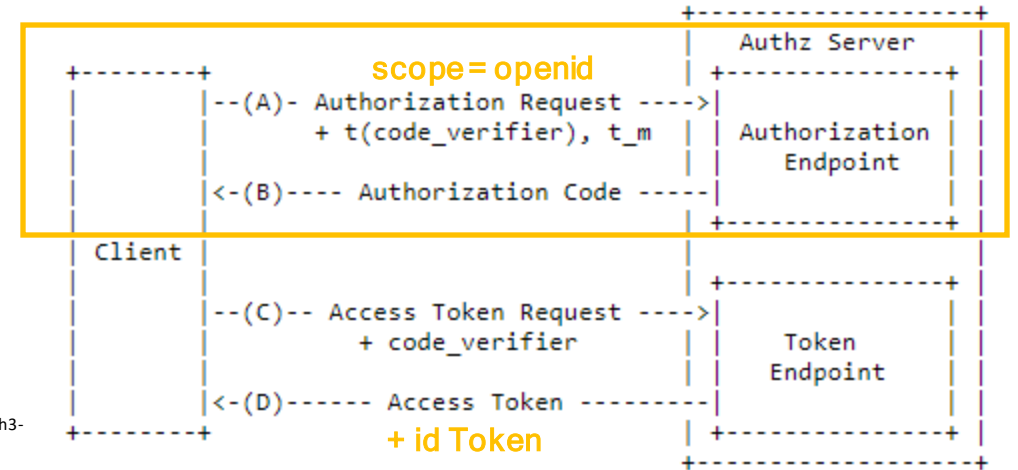 Authz Server
scope= openid
--(A)- Authorization Request ---->
+ t(code_verifier), t_m
Authorization
Endpoint
<-(B)---- Authorization Code -----
Client
--(C)-- Access Token Request ---->
+ code_verifier
Token
Endpoint
<-(D)------ Access Token ---------
h3-
+ id Token